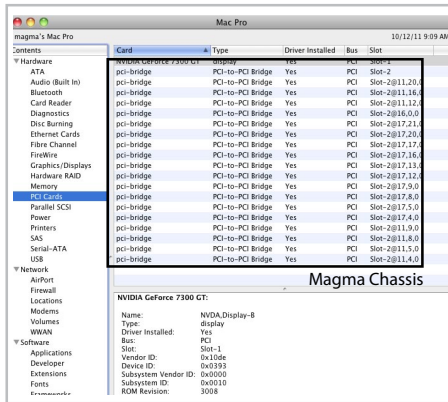 Mac Pro
magma's Mac Pro 10/12/11 9:09 AM
Contents Card Type Driver Installed Bus Slot
Hardware NVIDIA GeForce 7300 GT display Yes PCI Slot-1
ATA pci-bridge PCI-to-PCI Bridge Yes PCI Slot-2
Audio (Built In) pci-bridge PCI-to-PCI Bridge Yes PCI Slot-2@11,20,0
Bluetooth pci-bridge PCI-to-PCI Bridge Yes PCI Slot-2@11,16,0
Card Reader pci-bridge PCI-to-PCI Bridge Yes PCI Slot-2@11,21,0
Diagnostics pci-bridge PCI-to-PCI Bridge Yes PCI Slot-2@16,0,0
Disc Burning pci-bridge PCI-to-PCI Bridge Yes PCI Slot-2@17,21,0
Ethernet Cards pci-bridge PCI-to-PCI Bridge Yes PCI Slot-2@17,20,0
Fibre Channel pci-bridge PCI-to-PCI Bridge Yes PCI Slot-2@17,17,0
FireWire pci-bridge PCI-to-PCI Bridge Yes PCI Slot-2@17,16,0
Graphics/Displays pci-bridge PCI-to-PCI Bridge Yes PCI Slot-2@17,13,0
Hardware RAID pci-bridge PCI-to-PCI Bridge Yes PCI Slot-2@17,12,0
Memory pci-bridge PCI-to-PCI Bridge Yes PCI Slot-2@17,9,0
PCI Cards pci-bridge PCI-to-PCI Bridge Yes PCI Slot-2@17,8,0
Parallel SCSI pci-bridge PCI-to-PCI Bridge Yes PCI Slot-2@17,5,0
Power pci-bridge PCI-to-PCI Bridge Yes PCI Slot-2@17,4,0
Printers pci-bridge PCI-to-PCI Bridge Yes PCI Slot-2@11,9,0
SAS pci-bridge PCI-to-PCI Bridge Yes PCI Slot-2@11,8,0
Serial-ATA pci-bridge PCI-to-PCI Bridge Yes PCI Slot-2@11,5,0
USB pci-bridge PCI-to-PCI Bridge Yes PCI Slot-2@11,4,0
Network
AirPort
Firewall
Locations
Modems
Volumes
WWAN
Software
Applications
Developer
Extensions
Fonts
Frameworks
Magma Chassis
NVIDIA GeForce 7300 GT:
Name: NVDA,Display-B
Type: display
Driver Installed: Yes
Bus: PCI
Slot: Slot-1
Vendor ID: 0x10de
Device ID: 0x0393
Subsystem Vendor ID: 0x0000
Subsystem ID: 0x0010
ROM Revision: 3008